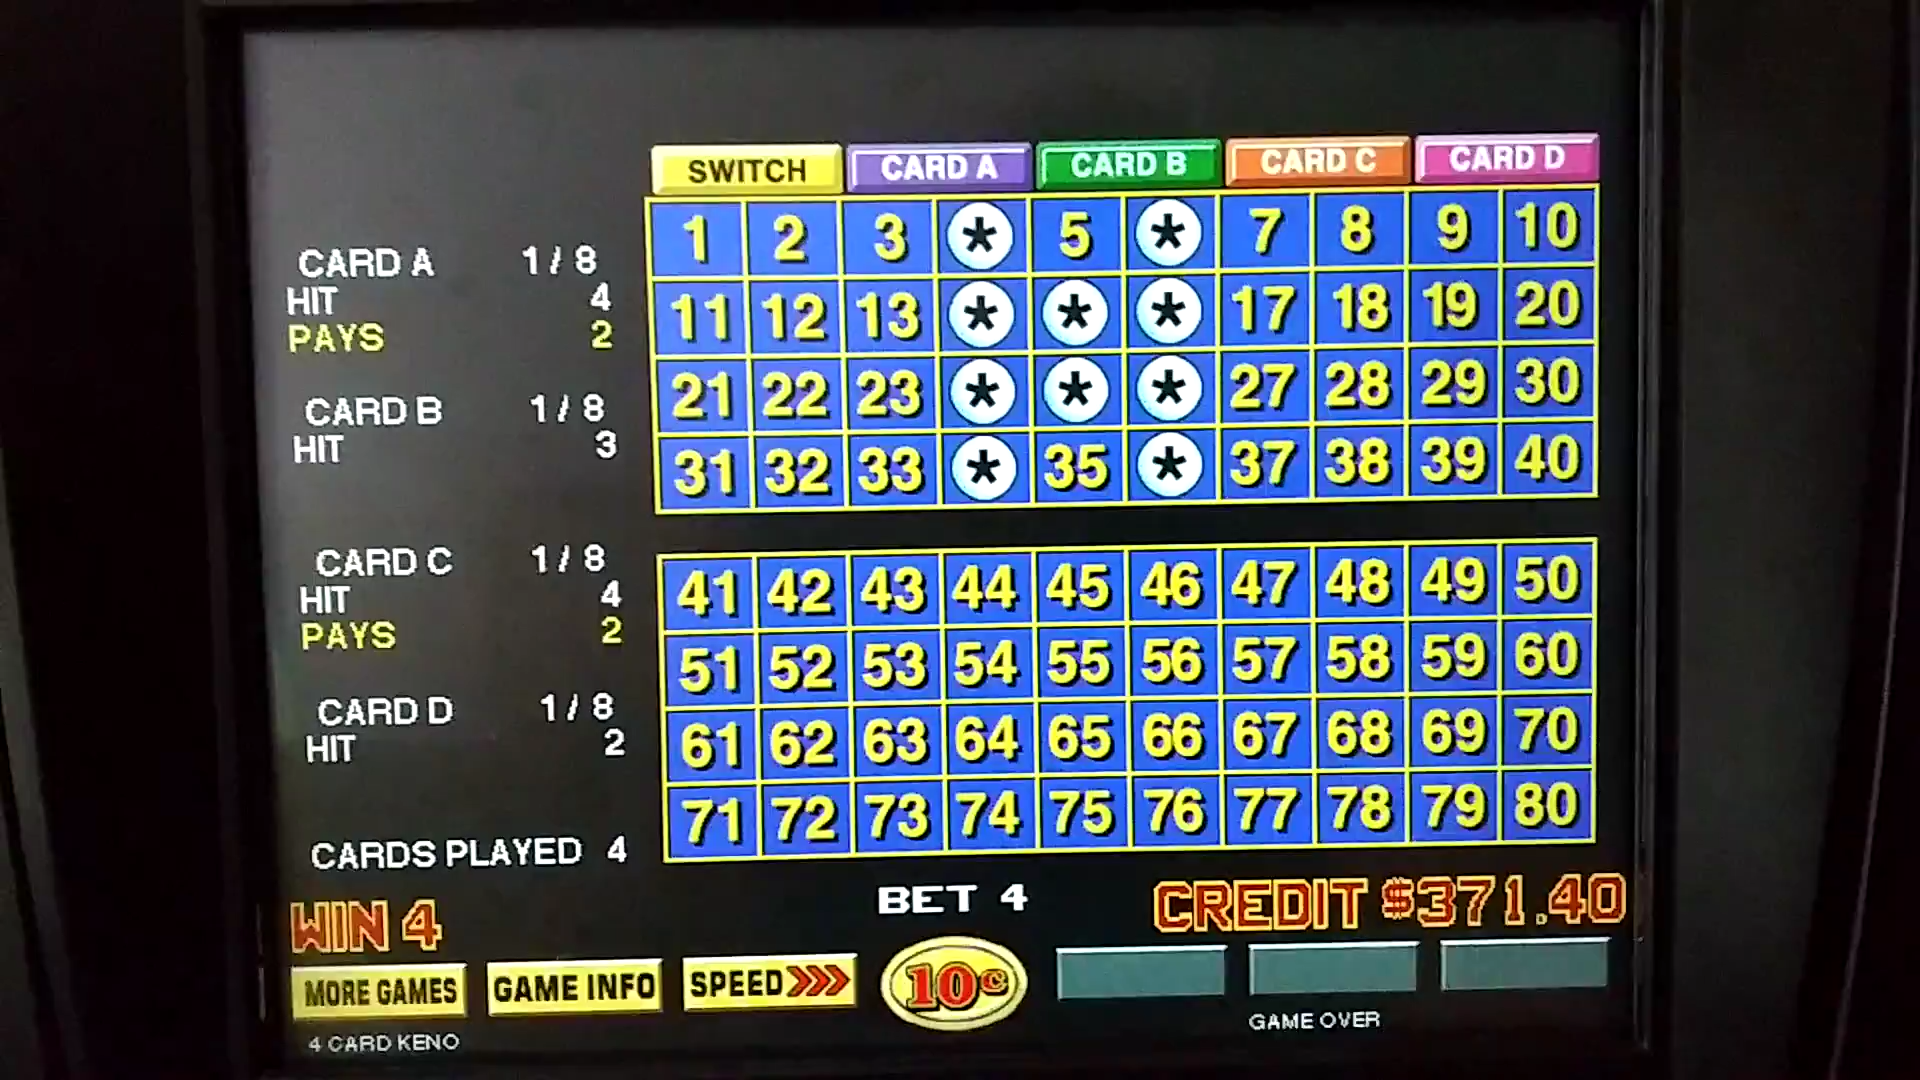 SWITCH CARD A CARD B CARD C CARD D
1 2 3 * 5 * 7 8 9 10
11 12 13 * * * 17 18 19 20
21 22 23 * * * 27 28 29 30
31 32 33 * 35 * 37 38 39 40
41 42 43 44 45 46 47 48 49 50
51 52 53 54 55 56 57 58 59 60
61 62 63 64 65 66 67 68 69 70
71 72 73 74 75 76 77 78 79 80
CARD A 1/8
HIT 4
PAYS 2
CARD B 1/8
HIT 3
CARD C 1/8
HIT 4
PAYS 2
CARD D 1/8
HIT 2
CARDS PLAYED 4
WIN 4 BET 4 CREDIT $371.40
MORE GAMES GAME INFO SPEED>>> 10¢
4 CARD KENO GAME OVER